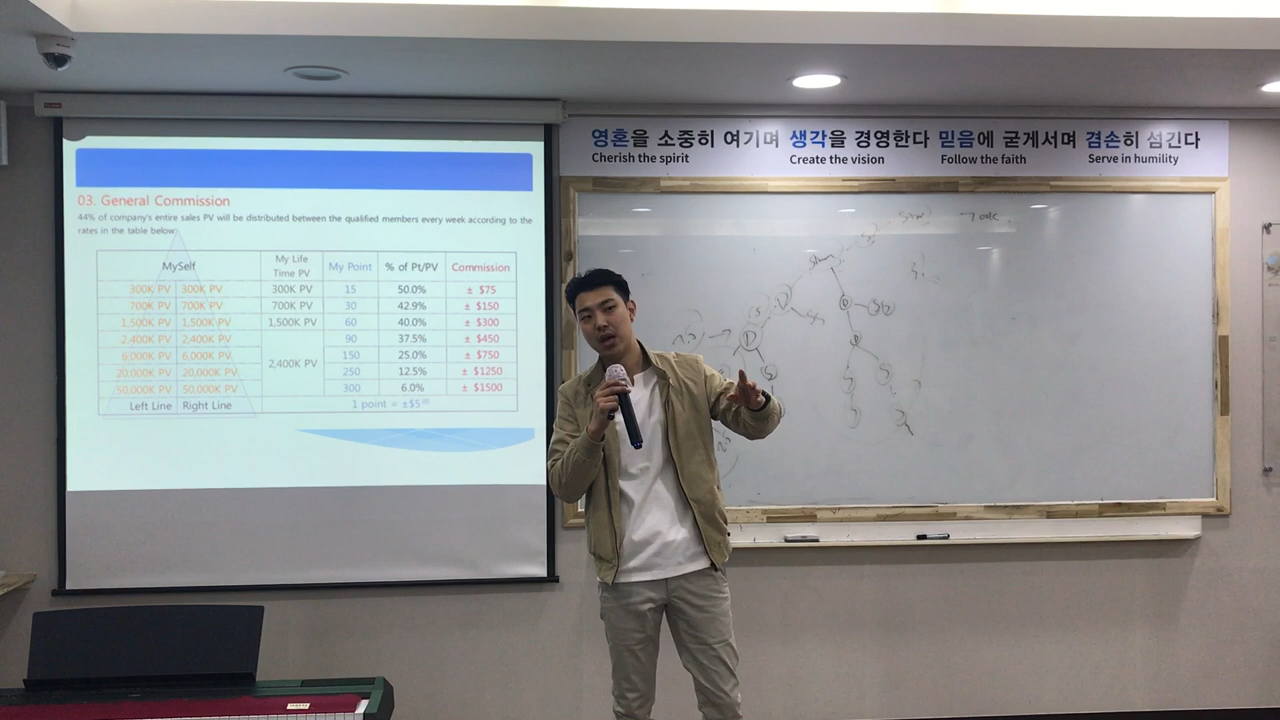 영혼을 소중히 여기며 생각을 경영한다 믿음에 굳게서며 겸손히 섬긴다
Cherish the spirit Create the vision Follow the faith Serve in humility
03. General Commission
44% of company's entire sales PV will be distributed between the qualified members every week according to the
rates in the table below.
MySelf My Life Time PV My Point % of Pt/PV Commission
300K PV 300K PV 300K PV 15 50.0% ± $75
700K PV 700K PV 700K PV 30 42.9% ± $150
1,500K PV 1,500K PV 1,500K PV 60 40.0% ± $300
2,400K PV 2,400K PV 2,400K PV 90 37.5% ± $450
6,000K PV 6,000K PV 150 25.0% ± $750
20,000K PV 20,000K PV 250 12.5% ± $1250
50,000K PV 50,000K PV 300 6.0% ± $1500
Left Line Right Line 1 point = ±$5